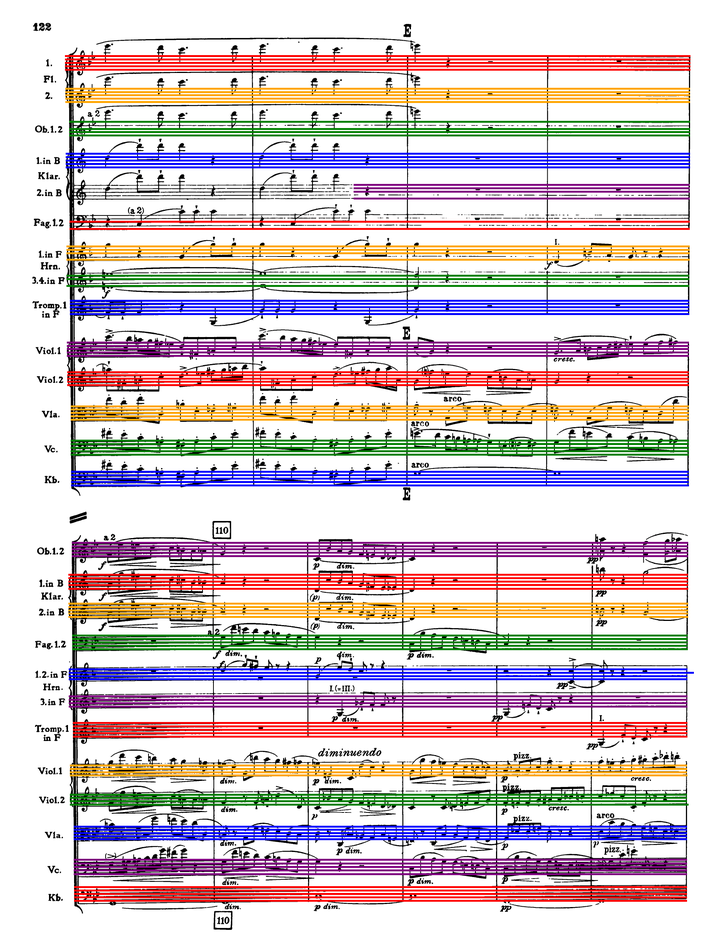 122
E
1.
Fl.
2.
a 2
Ob.1.2
1.in B
Klar.
2.in B
(a 2)
Fag.1.2
1.in F
I.
Hrn.
f
3.4.in F
f
Tromp.1
in F
E
Viol.1
cresc.
Viol.2
arco
Vla.
arco
Vc.
arco
Kb.
E
110
a 2
Ob.1.2
f p dim. pp
1.in B
Klar.
f (p) dim. pp
2.in B
f (p) dim.
a 2
Fag.1.2
f dim. p dim. p dim.
1.2.in F
f p pp
Hrn.
I.(=III.)
3.in F
p dim. pp
Tromp.1
in F
I.
pp
diminuendo
pizz.
Viol.1
dim. p dim. p cresc.
pizz.
Viol.2
dim. p cresc.
pizz. arco
Vla.
dim. p dim. p dim. p
pizz.
Vc.
dim. p dim. p dim. p
Kb.
dim. p dim. pp
110